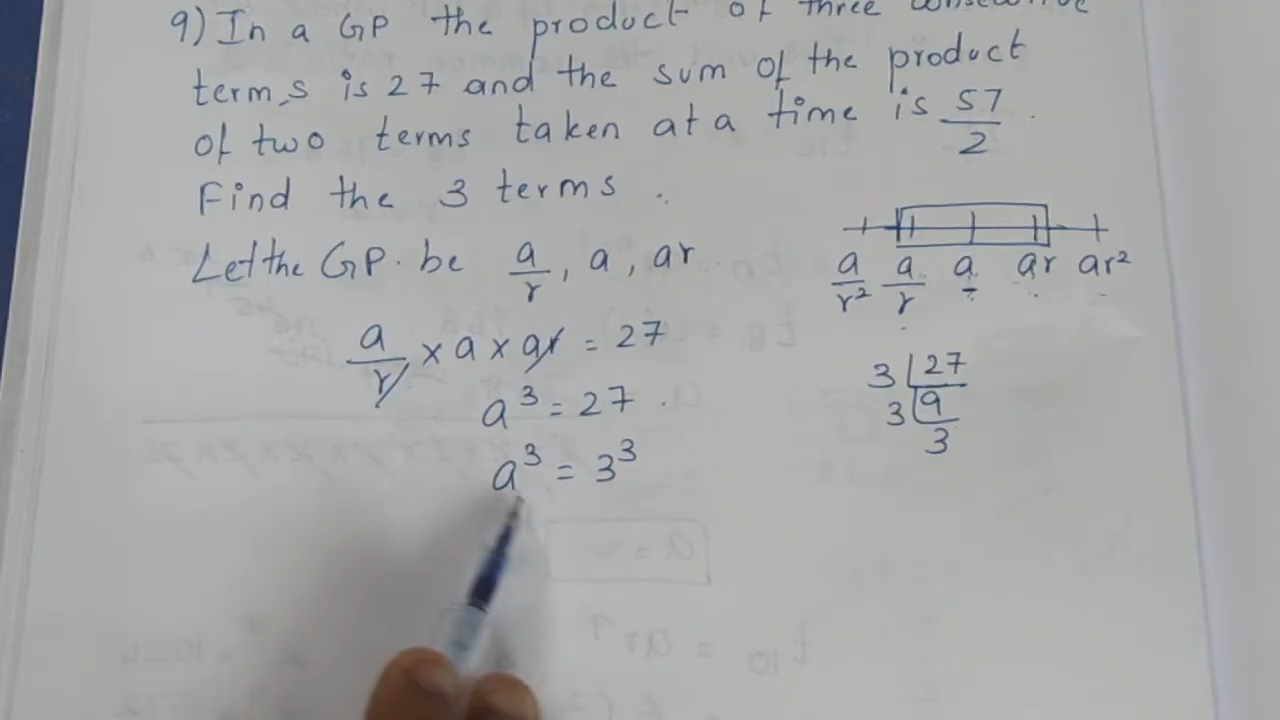 9) In a GP the product of three consecutive
terms is 27 and the sum of the product
of two terms taken at a time is 57/2.
Find the 3 terms.
Let the GP. be a/r, a, ar
a/r² a/r a ar ar²
a/r × a × ar = 27
a³ = 27.
a³ = 3³
3 | 27
3 | 9
3